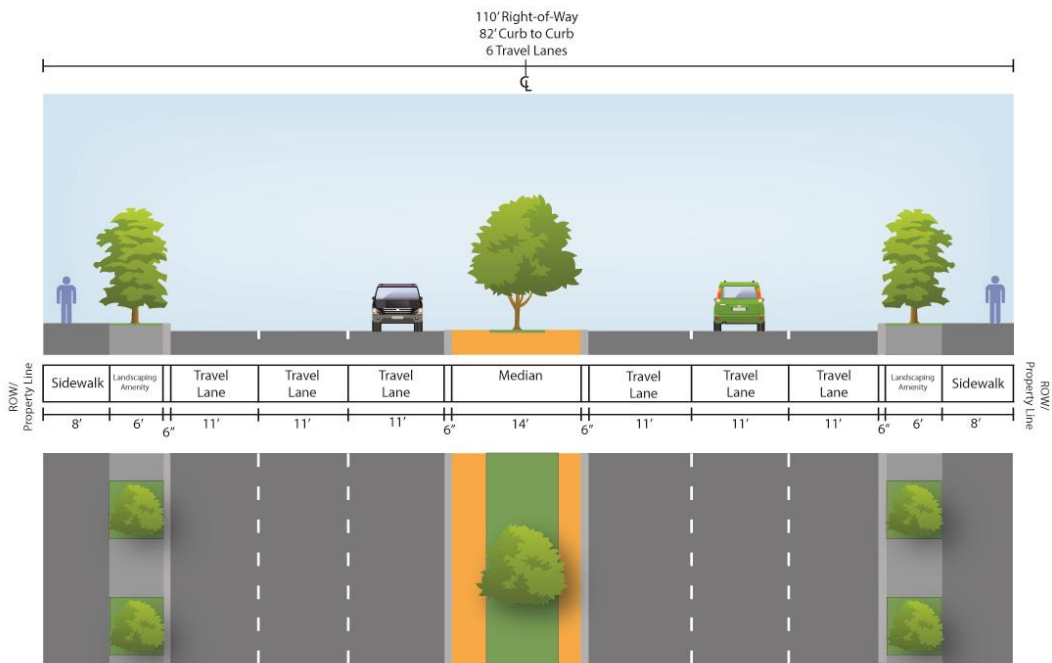 110' Right-of-Way
82' Curb to Curb
6 Travel Lanes
℄
ROW/
Property Line
Sidewalk
Landscaping
Amenity
Travel
Lane
Travel
Lane
Travel
Lane
Median
Travel
Lane
Travel
Lane
Travel
Lane
Landscaping
Amenity
Sidewalk
ROW/
Property Line
8'
6'
6"
11'
11'
11'
6"
14'
6"
11'
11'
11'
6"
6'
8'